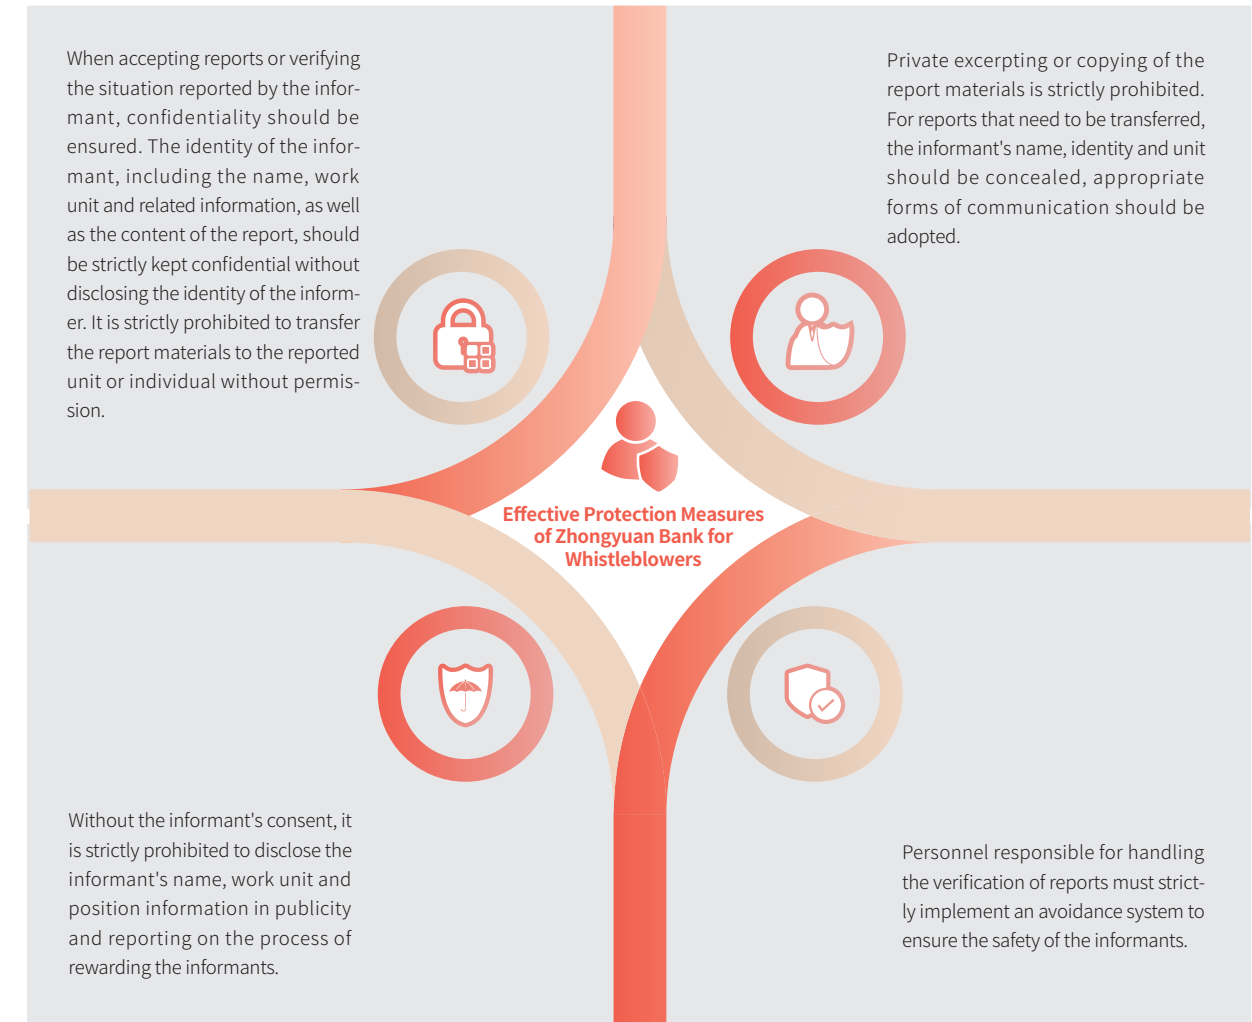 When accepting reports or verifying
the situation reported by the infor-
mant, confidentiality should be
ensured. The identity of the infor-
mant, including the name, work
unit and related information, as well
as the content of the report, should
be strictly kept confidential without
disclosing the identity of the inform-
er. It is strictly prohibited to transfer
the report materials to the reported
unit or individual without permis-
sion.
Private excerpting or copying of the
report materials is strictly prohibited.
For reports that need to be transferred,
the informant's name, identity and unit
should be concealed, appropriate
forms of communication should be
adopted.
Effective Protection Measures
of Zhongyuan Bank for
Whistleblowers
Without the informant's consent, it
is strictly prohibited to disclose the
informant's name, work unit and
position information in publicity
and reporting on the process of
rewarding the informants.
Personnel responsible for handling
the verification of reports must strict-
ly implement an avoidance system to
ensure the safety of the informants.